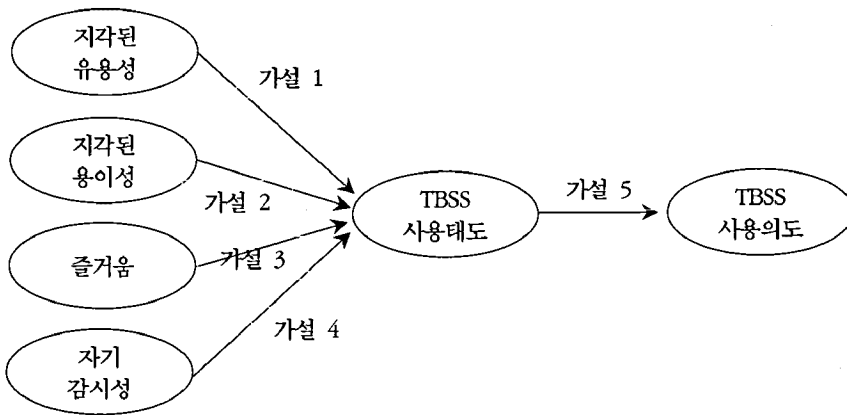 지각된
유용성
가설 1
지각된
용이성
가설 2
TBSS
사용태도
가설 5
TBSS
사용의도
즐거움
가설 3
가설 4
자기
감시성